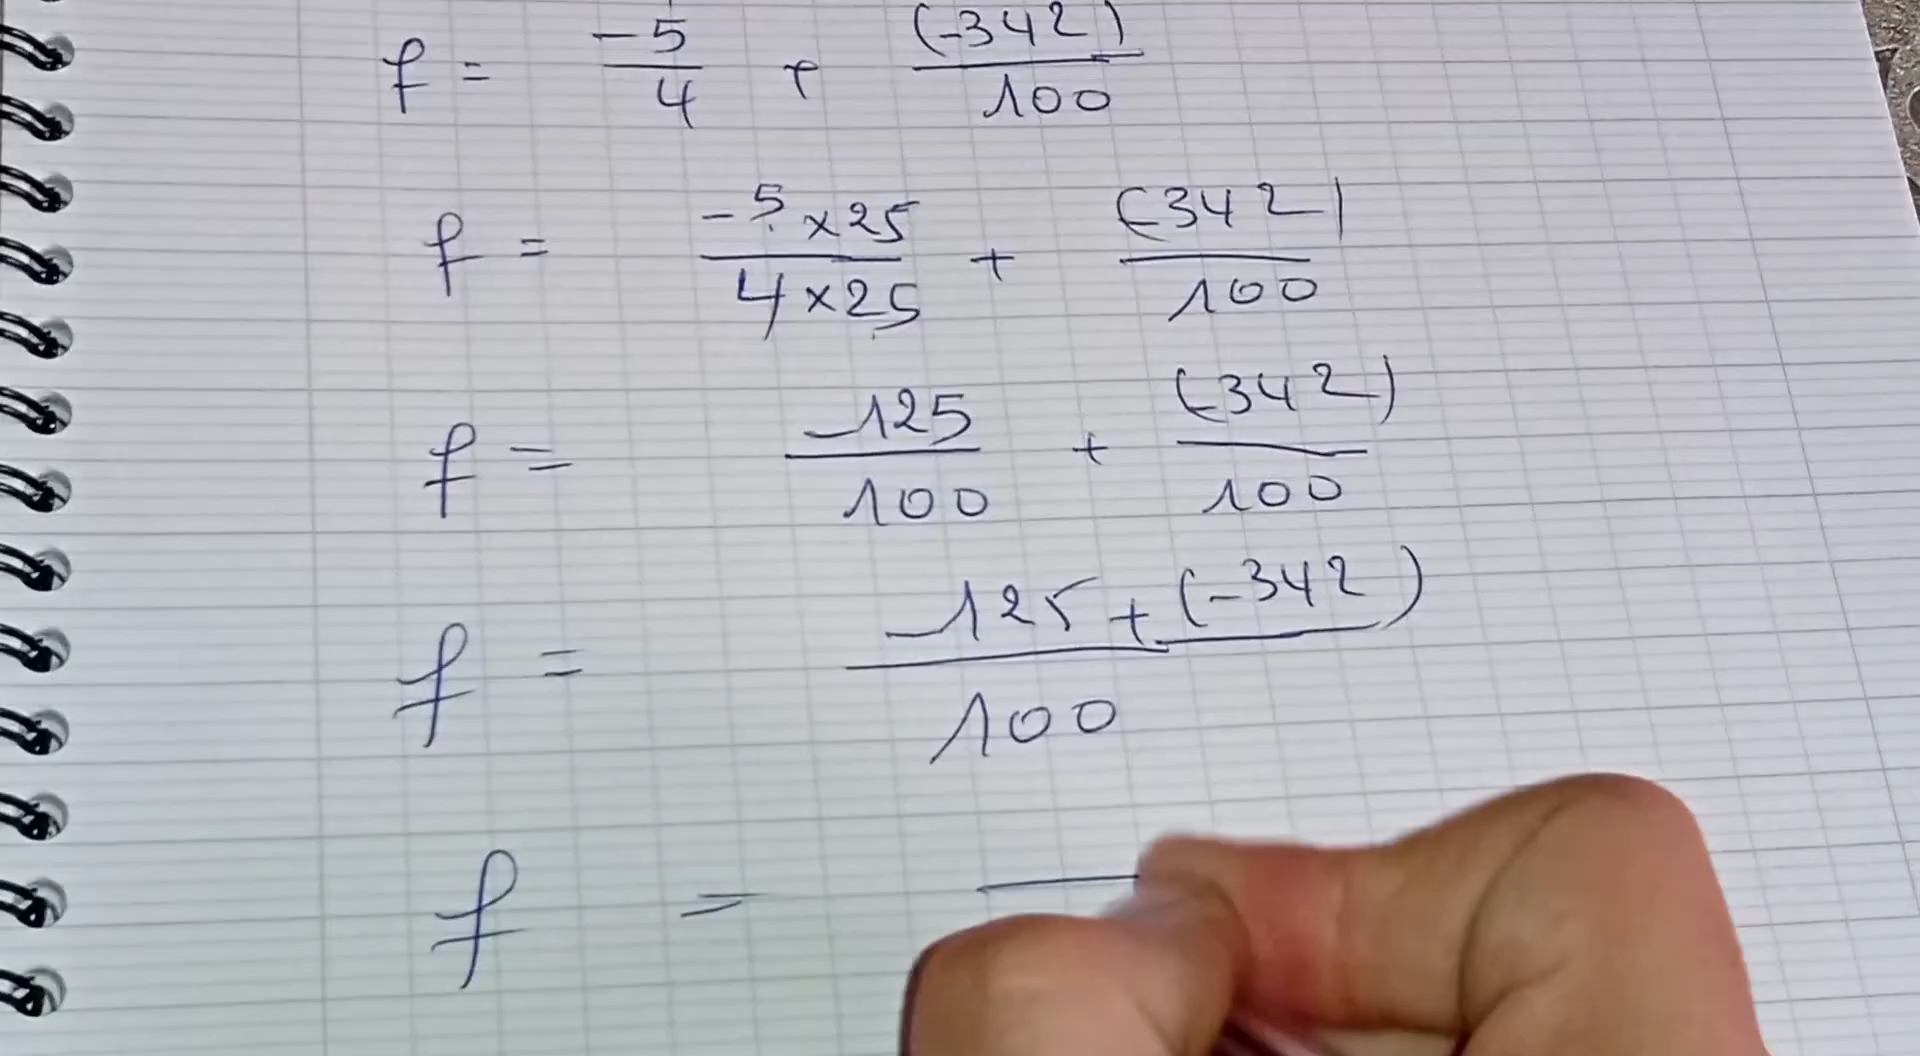 f = -5/4 + (-342)/100
f = -5×25/4×25 + (-342)/100
f = -125/100 + (-342)/100
f = -125+(-342)/100
f =